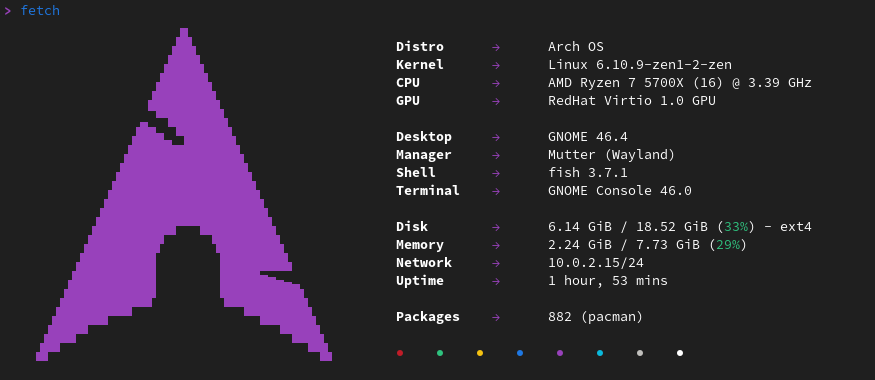 > fetch
Distro → Arch OS
Kernel → Linux 6.10.9-zen1-2-zen
CPU → AMD Ryzen 7 5700X (16) @ 3.39 GHz
GPU → RedHat Virtio 1.0 GPU
Desktop → GNOME 46.4
Manager → Mutter (Wayland)
Shell → fish 3.7.1
Terminal → GNOME Console 46.0
Disk → 6.14 GiB / 18.52 GiB (33%) - ext4
Memory → 2.24 GiB / 7.73 GiB (29%)
Network → 10.0.2.15/24
Uptime → 1 hour, 53 mins
Packages → 882 (pacman)